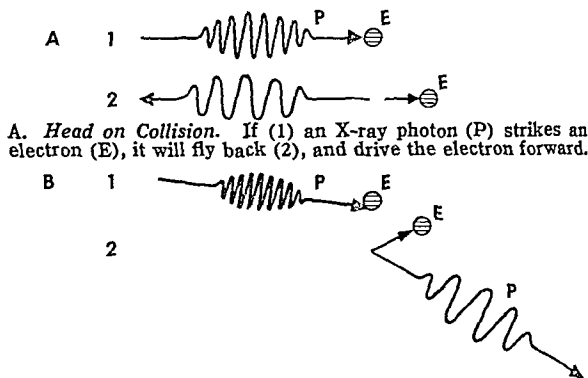 A 1 P E
2 E
A. Head on Collision. If (1) an X-ray photon (P) strikes an
electron (E), it will fly back (2), and drive the electron forward.
B 1 P E
2 E
P